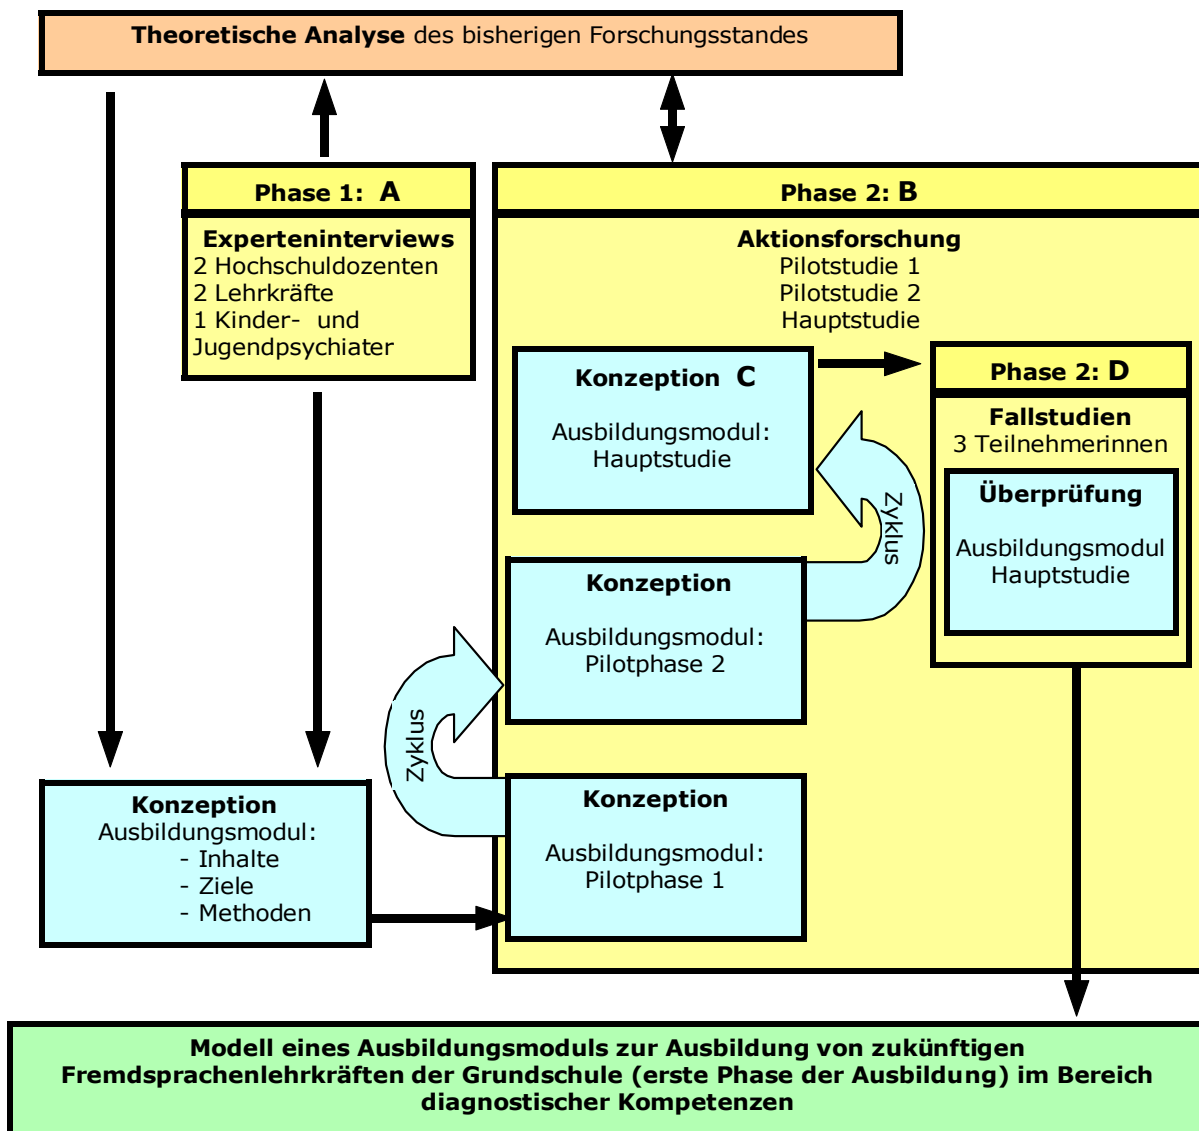 Theoretische Analyse des bisherigen Forschungsstandes
Phase 1: A
Experteninterviews
2 Hochschuldozenten
2 Lehrkräfte
1 Kinder- und
Jugendpsychiater
Phase 2: B
Aktionsforschung
Pilotstudie 1
Pilotstudie 2
Hauptstudie
Konzeption C
Ausbildungsmodul:
Hauptstudie
Phase 2: D
Fallstudien
3 Teilnehmerinnen
Überprüfung
Ausbildungsmodul
Hauptstudie
Zyklus
Konzeption
Ausbildungsmodul:
Pilotphase 2
Zyklus
Konzeption
Ausbildungsmodul:
Pilotphase 1
Konzeption
Ausbildungsmodul:
- Inhalte
- Ziele
- Methoden
Modell eines Ausbildungsmoduls zur Ausbildung von zukünftigen
Fremdsprachenlehrkräften der Grundschule (erste Phase der Ausbildung) im Bereich
diagnostischer Kompetenzen